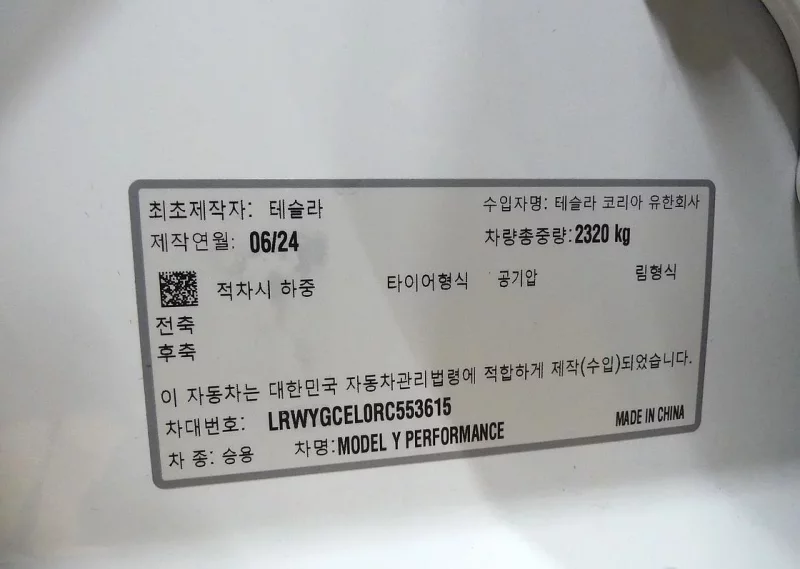 최초제작자: 테슬라 수입자명: 테슬라 코리아 유한회사
제작연월: 06/24 차량총중량: 2320 kg
적차시 하중 타이어형식 공기압 림형식
전축
후축
이 자동차는 대한민국 자동차관리법령에 적합하게 제작(수입)되었습니다.
차대번호: LRWYGCEL0RC553615
차 종: 승용 차명: MODEL Y PERFORMANCE MADE IN CHINA